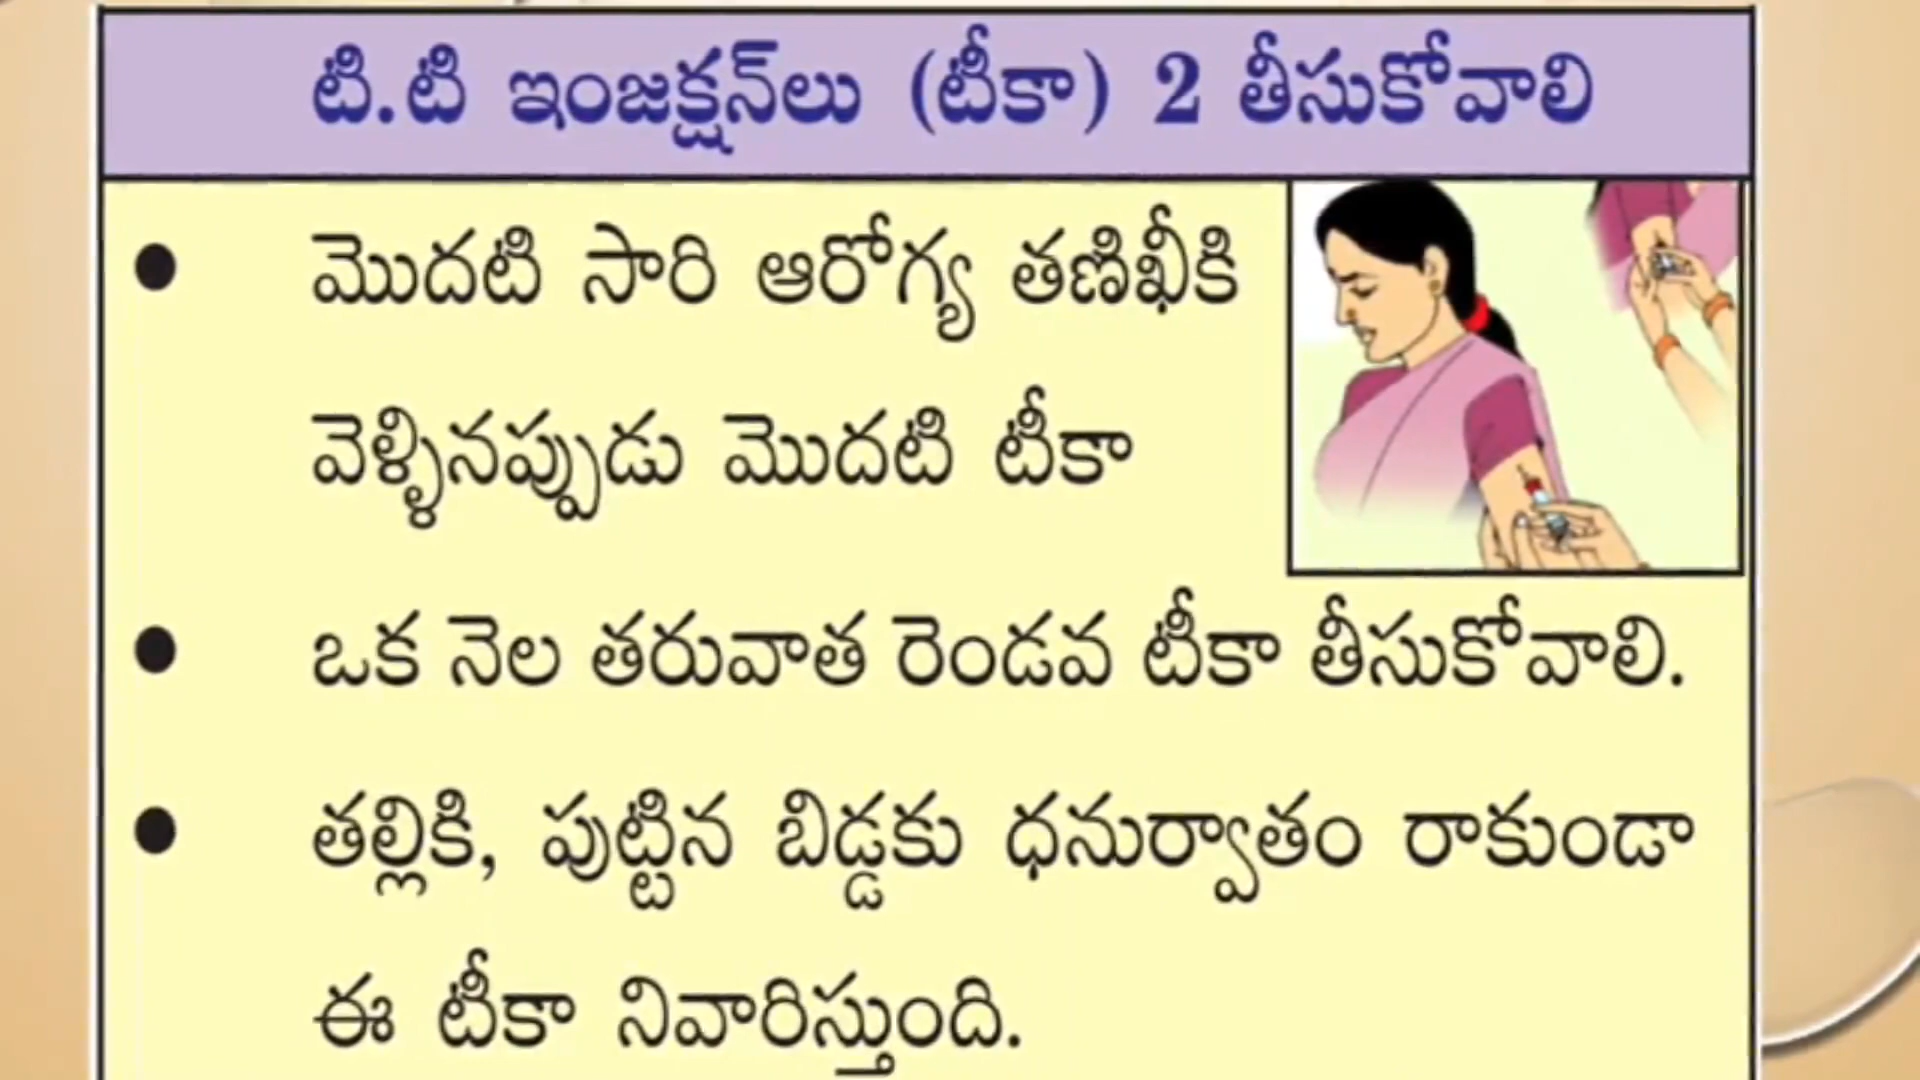 టి.టి ఇంజక్షన్‌లు (టీకా) 2 తీసుకోవాలి
● మొదటి సారి ఆరోగ్య తణిఖీకి
వెళ్ళినప్పుడు మొదటి టీకా
● ఒక నెల తరువాత రెండవ టీకా తీసుకోవాలి.
● తల్లికి, పుట్టిన బిడ్డకు ధనుర్వాతం రాకుండా
ఈ టీకా నివారిస్తుంది.